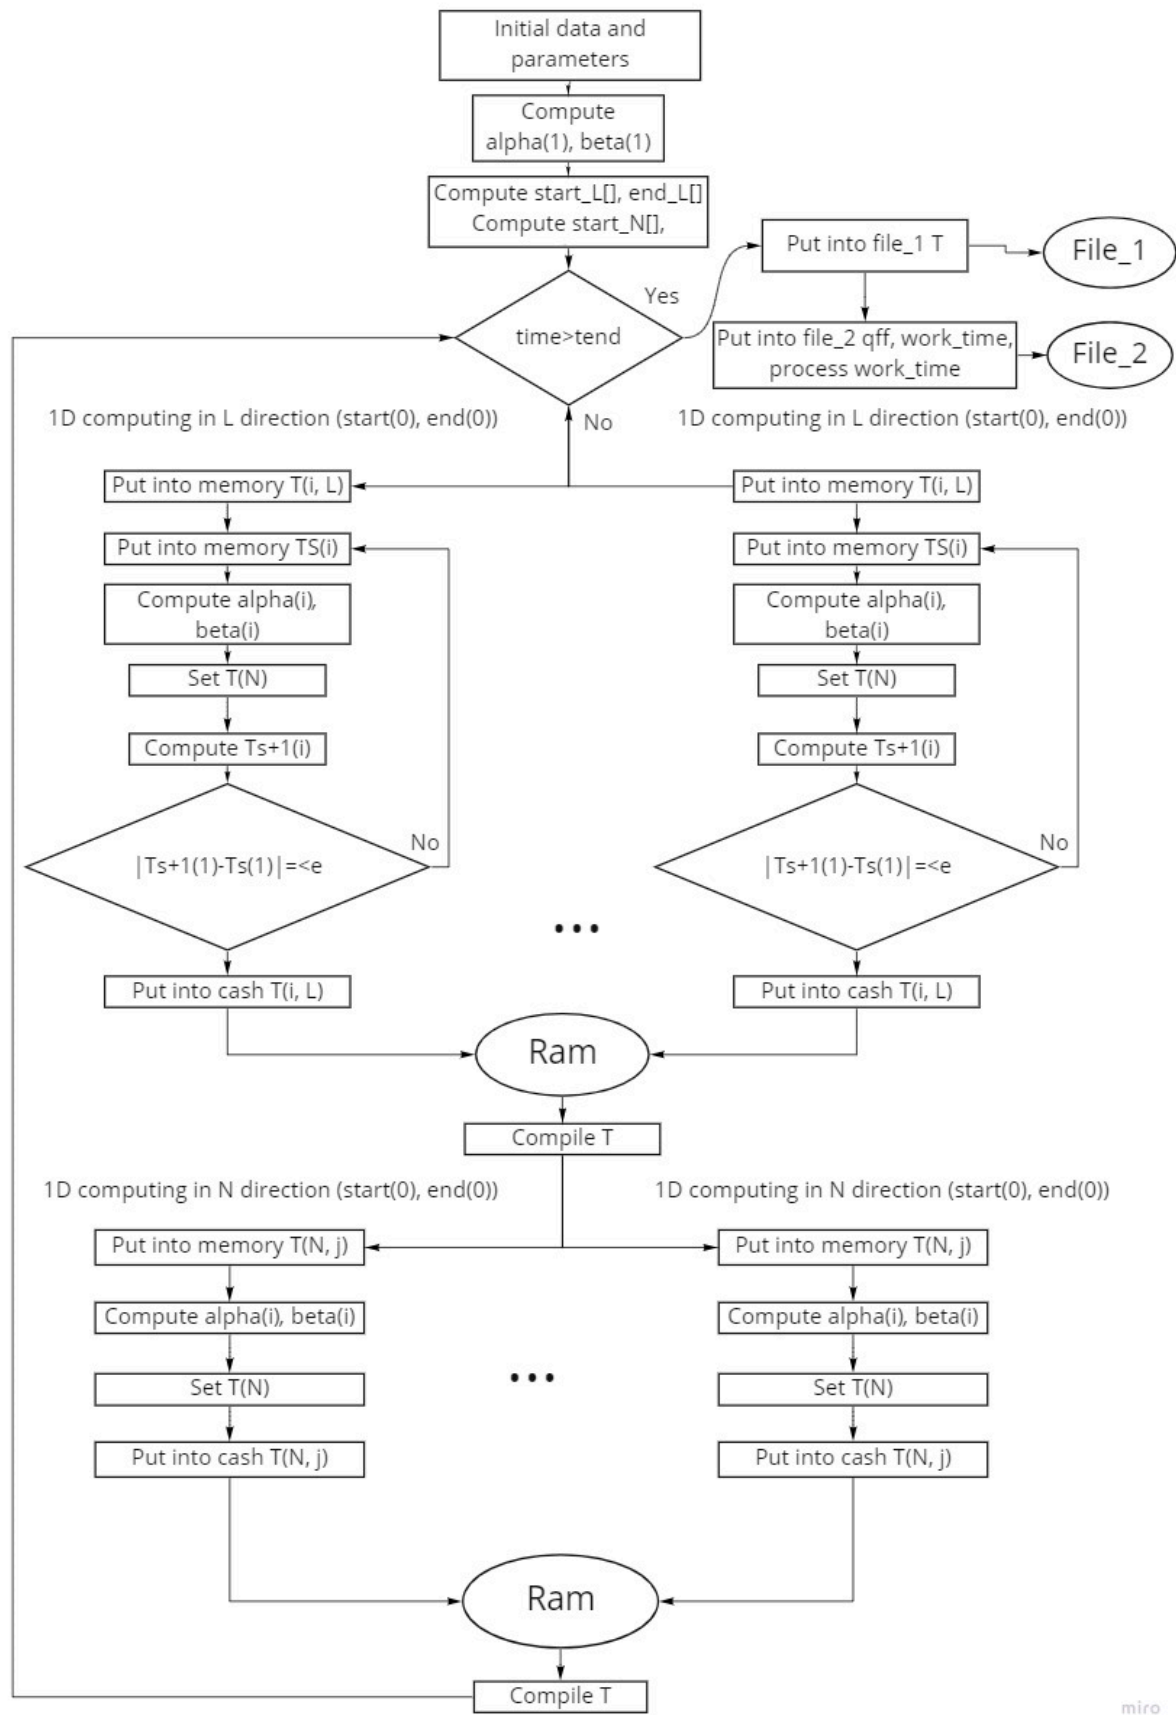 Initial data and
parameters
Compute
alpha(1), beta(1)
Compute start_L[], end_L[]
Compute start_N[],
Put into file_1 T
File_1
Yes
time>tend
Put into file_2 qff, work_time,
process work_time
File_2
No
1D computing in L direction (start(0), end(0))
Put into memory T(i, L)
Put into memory TS(i)
Compute alpha(i),
beta(i)
Set T(N)
Compute Ts+1(i)
|Ts+1(1)-Ts(1)|=<e
No
Put into cash T(i, L)
...
1D computing in L direction (start(0), end(0))
Put into memory T(i, L)
Put into memory TS(i)
Compute alpha(i),
beta(i)
Set T(N)
Compute Ts+1(i)
|Ts+1(1)-Ts(1)|=<e
No
Put into cash T(i, L)
Ram
Compile T
1D computing in N direction (start(0), end(0))
Put into memory T(N, j)
Compute alpha(i), beta(i)
Set T(N)
Put into cash T(N, j)
...
1D computing in N direction (start(0), end(0))
Put into memory T(N, j)
Compute alpha(i), beta(i)
Set T(N)
Put into cash T(N, j)
Ram
Compile T
miro